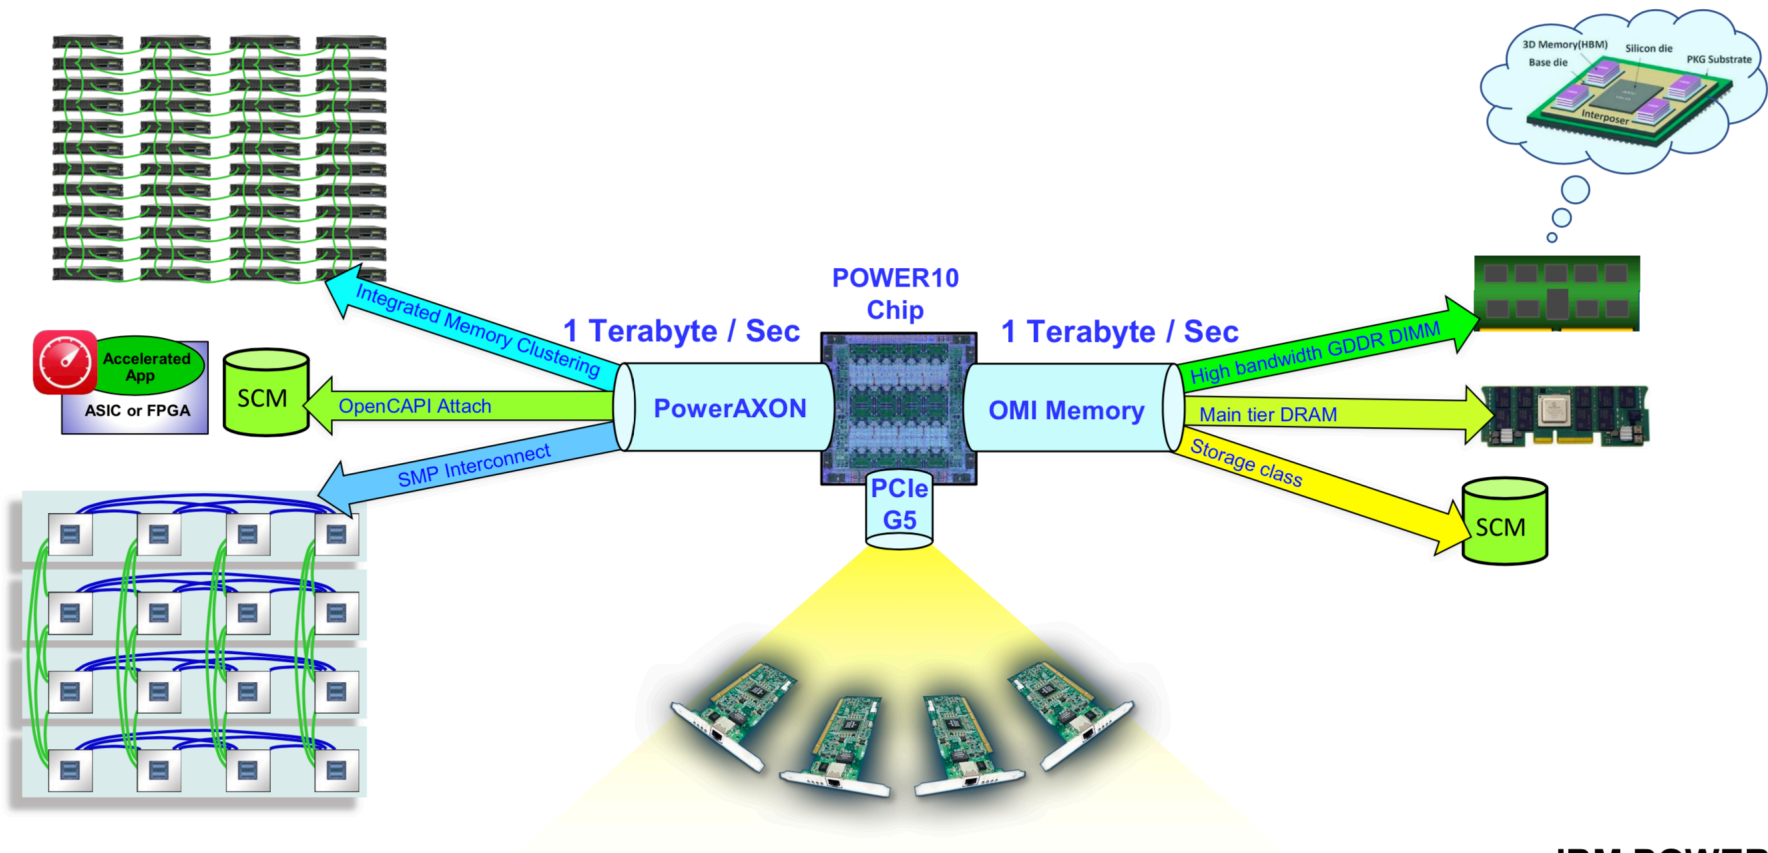 3D Memory(HBM)
Silicon die
Base die
PKG Substrate
Interposer
POWER10
Chip
1 Terabyte / Sec
1 Terabyte / Sec
Integrated Memory Clustering
High bandwidth GDDR DIMM
Accelerated
App
ASIC or FPGA
SCM
OpenCAPI Attach
PowerAXON
OMI Memory
Main tier DRAM
SMP Interconnect
Storage class
PCIe
G5
SCM
IBM POWER